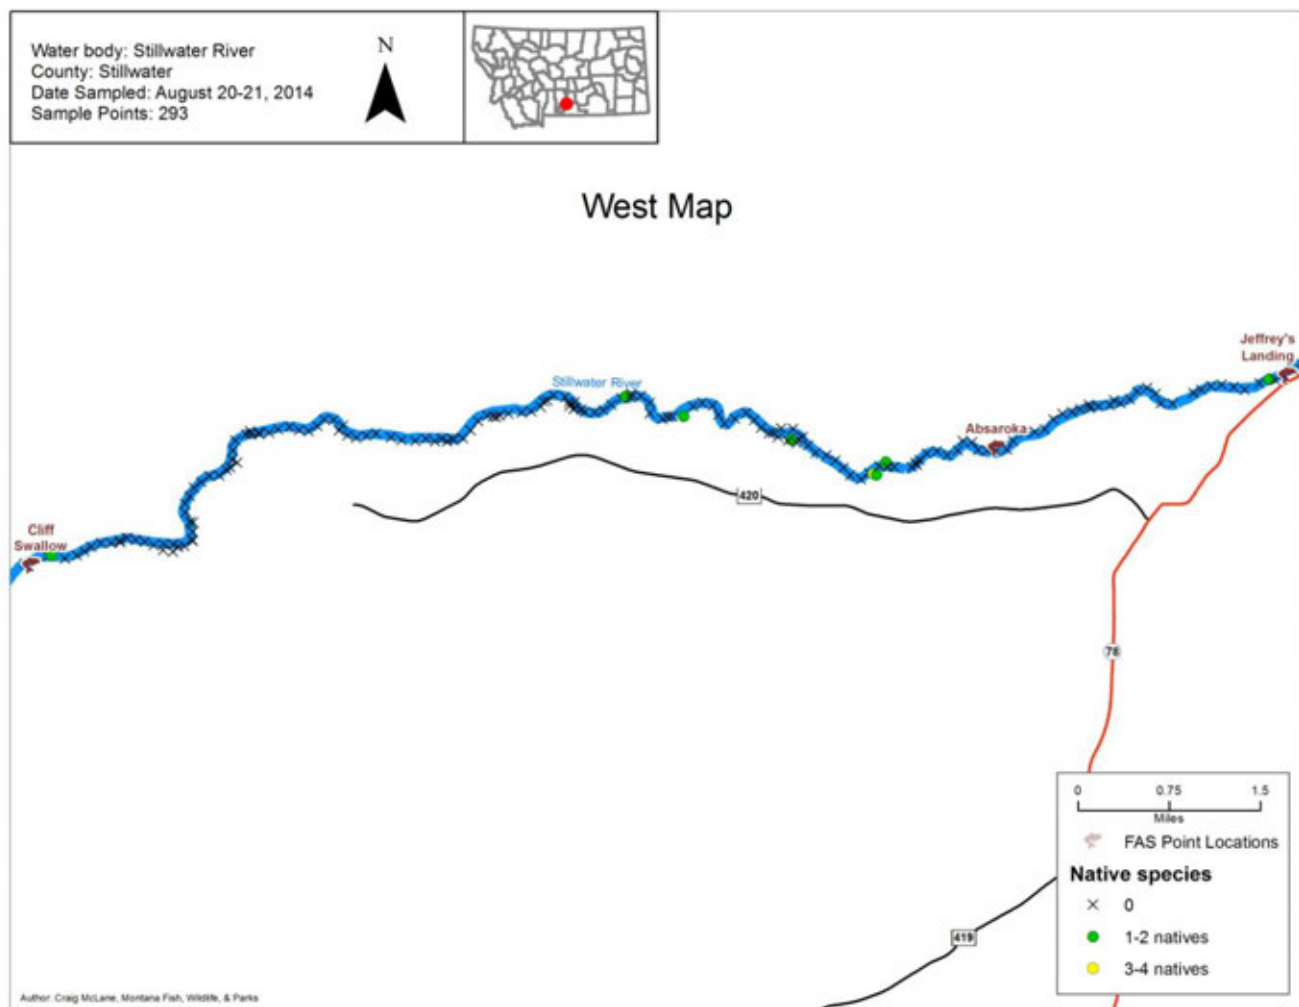 Water body: Stillwater River
County: Stillwater
Date Sampled: August 20-21, 2014
Sample Points: 293
N
West Map
Jeffrey's
Landing
Stillwater River
Absaroka
420
Cliff
Swallow
78
0 0.75 1.5
Miles
FAS Point Locations
Native species
0
1-2 natives
3-4 natives
419
Author: Craig McLane, Montana Fish, Wildlife, & Parks